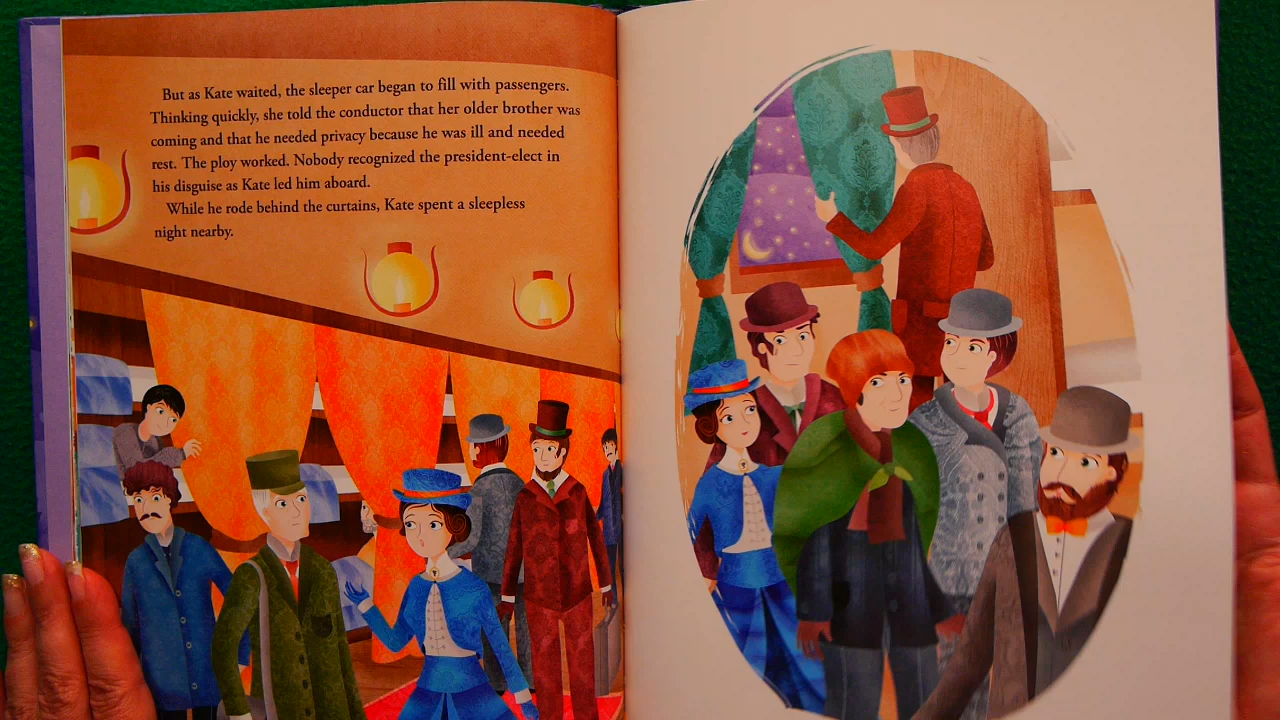 But as Kate waited, the sleeper car began to fill with passengers.
Thinking quickly, she told the conductor that her older brother was
coming and that he needed privacy because he was ill and needed
rest. The ploy worked. Nobody recognized the president-elect in
his disguise as Kate led him aboard.
While he rode behind the curtains, Kate spent a sleepless
night nearby.